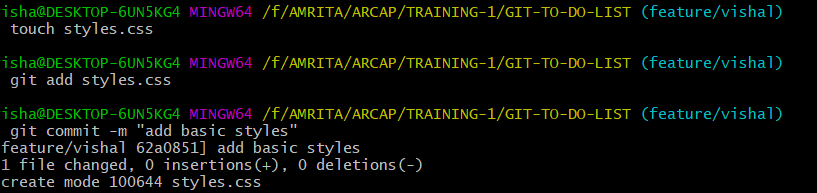 isha@DESKTOP-6UN5KG4 MINGW64 /f/AMRITA/ARCAP/TRAINING-1/GIT-TO-DO-LIST (feature/vishal)
touch styles.css
isha@DESKTOP-6UN5KG4 MINGW64 /f/AMRITA/ARCAP/TRAINING-1/GIT-TO-DO-LIST (feature/vishal)
git add styles.css
isha@DESKTOP-6UN5KG4 MINGW64 /f/AMRITA/ARCAP/TRAINING-1/GIT-TO-DO-LIST (feature/vishal)
git commit -m "add basic styles"
feature/vishal 62a0851] add basic styles
1 file changed, 0 insertions(+), 0 deletions(-)
create mode 100644 styles.css